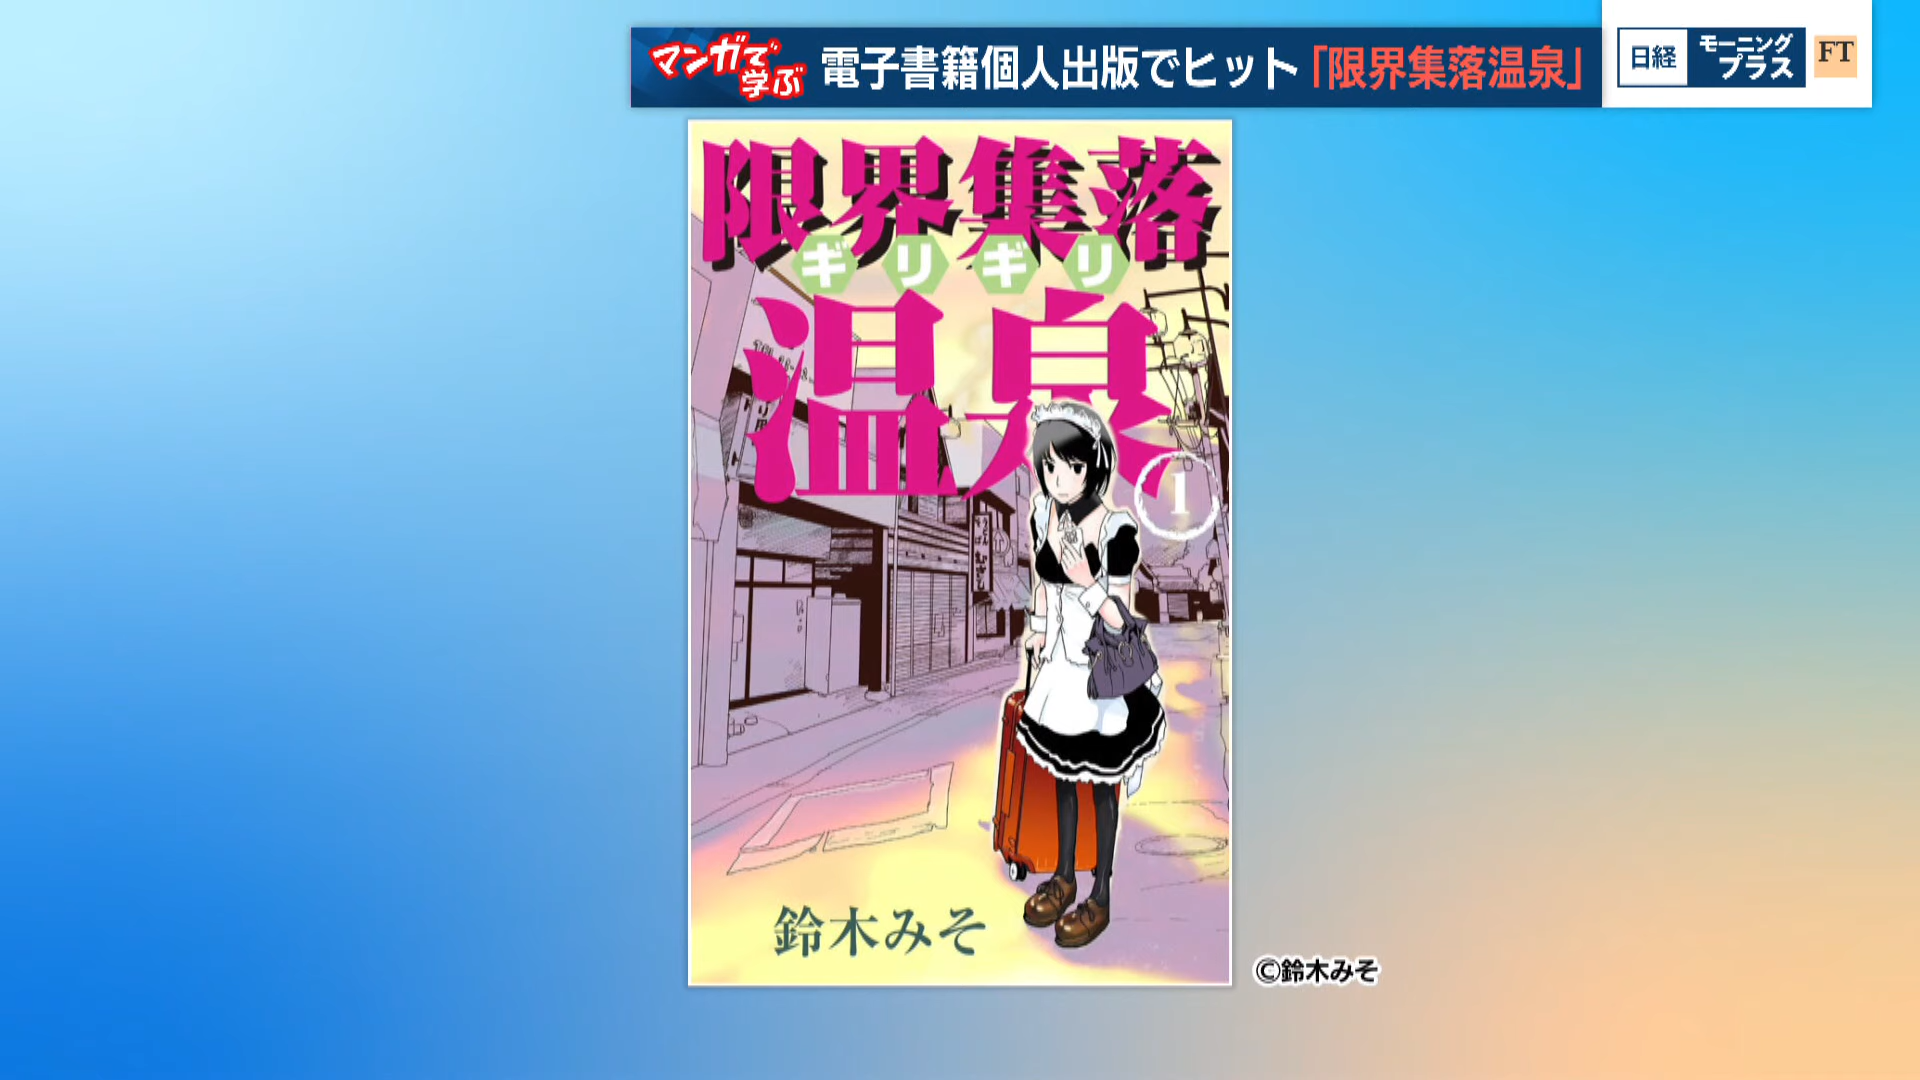 マンガで学ぶ
電子書籍個人出版でヒット「限界集落温泉」
日経
モーニング
プラス
FT
限界集落
ギリギリ
温泉
1
鈴木みそ
©鈴木みそ